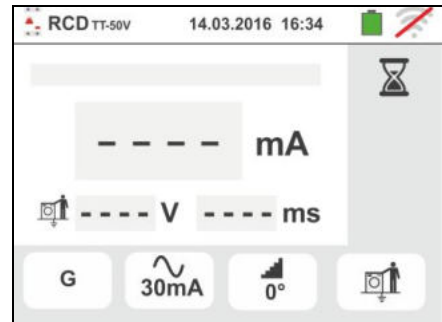 RCD TT-50V 14.03.2016 16:34
- - - - mA
- - - - V - - - - ms
G 30mA 0°